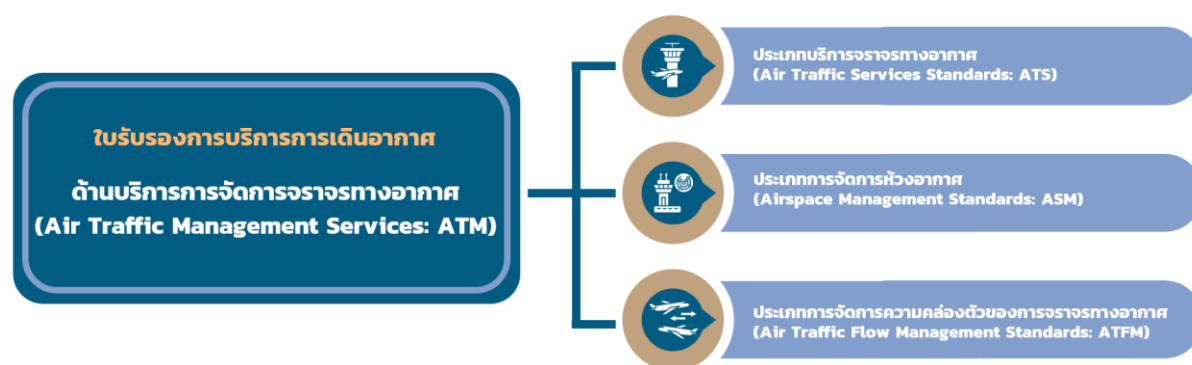 ใบรับรองการบริการการเดินอากาศ
ด้านบริการการจัดการจราจรทางอากาศ
(Air Traffic Management Services: ATM)
ประเภทบริการจราจรทางอากาศ
(Air Traffic Services Standards: ATS)
ประเภทการจัดการห้วงอากาศ
(Airspace Management Standards: ASM)
ประเภทการจัดการความคล่องตัวของการจราจรทางอากาศ
(Air Traffic Flow Management Standards: ATFM)